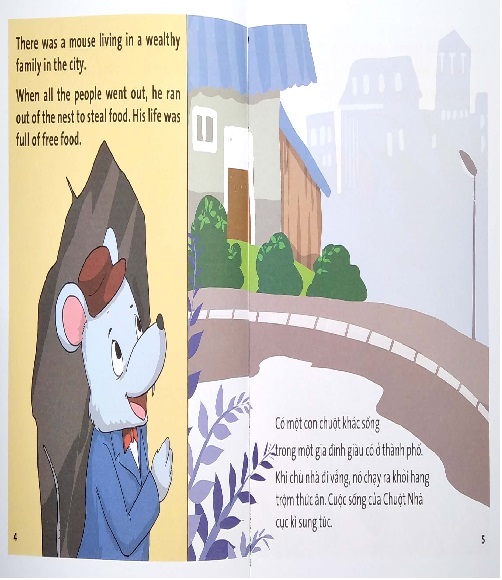 There was a mouse living in a wealthy
family in the city.
When all the people went out, he ran
out of the nest to steal food. His life was
full of free food.
Có một con chuột khác sống
trong một gia đình giàu có ở thành phố.
Khi chủ nhà đi vắng, nó chạy ra khỏi hang
trộm thức ăn. Cuộc sống của Chuột Nhà
cực kì sung túc.
4
5